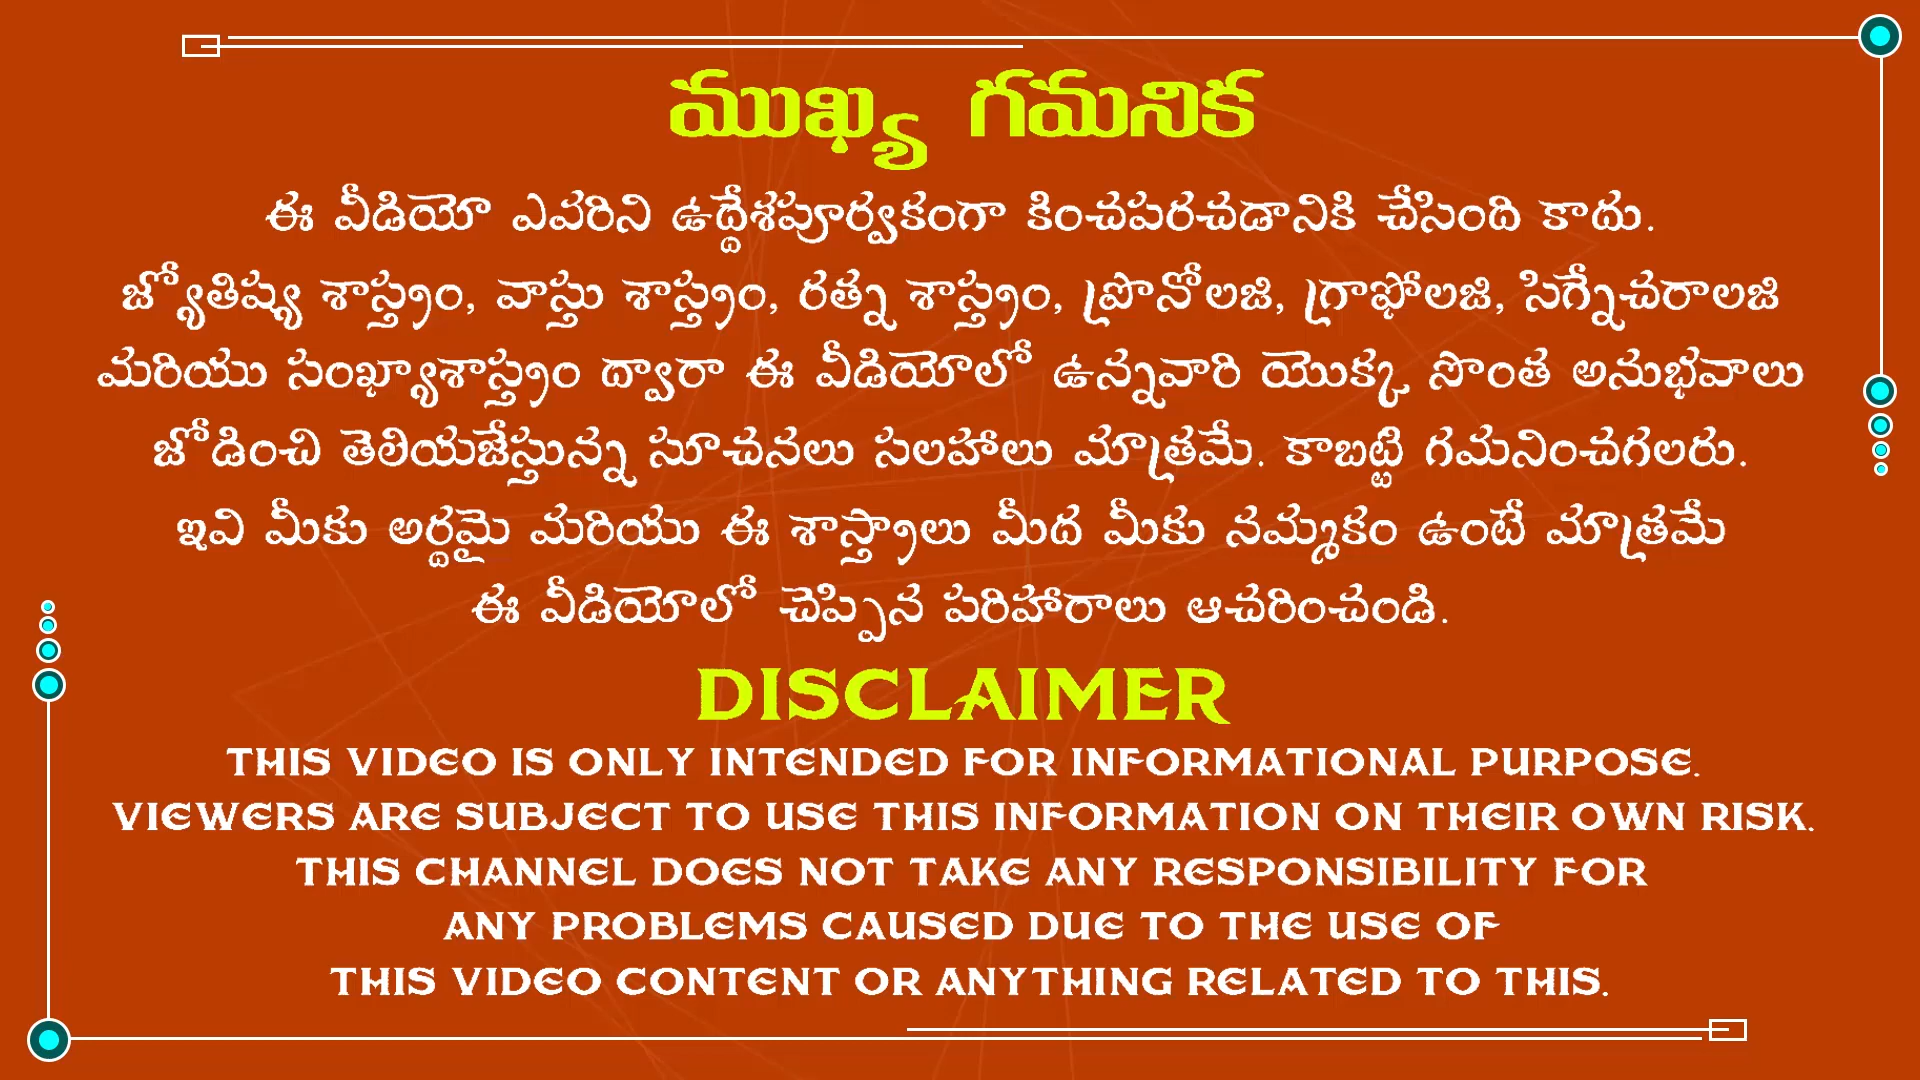 ముఖ్య గమనిక
ఈ వీడియో ఎవరిని ఉద్దేశపూర్వకంగా కించపరచడానికి చేసింది కాదు.
జ్యోతిష్య శాస్త్రం, వాస్తు శాస్త్రం, రత్న శాస్త్రం, ప్రొనోలజి, గ్రాఫోలజి, సిగ్నేచరాలజి
మరియు సంఖ్యాశాస్త్రం ద్వారా ఈ వీడియోలో ఉన్నవారి యొక్క సొంత అనుభవాలు
జోడించి తెలియజేస్తున్న సూచనలు సలహాలు మాత్రమే. కాబట్టి గమనించగలరు.
ఇవి మీకు అర్ధమై మరియు ఈ శాస్త్రాలు మీద మీకు నమ్మకం ఉంటే మాత్రమే
ఈ వీడియోలో చెప్పిన పరిహారాలు ఆచరించండి.
DISCLAIMER
THIS VIDEO IS ONLY INTENDED FOR INFORMATIONAL PURPOSE.
VIEWERS ARE SUBJECT TO USE THIS INFORMATION ON THEIR OWN RISK.
THIS CHANNEL DOES NOT TAKE ANY RESPONSIBILITY FOR
ANY PROBLEMS CAUSED DUE TO THE USE OF
THIS VIDEO CONTENT OR ANYTHING RELATED TO THIS.